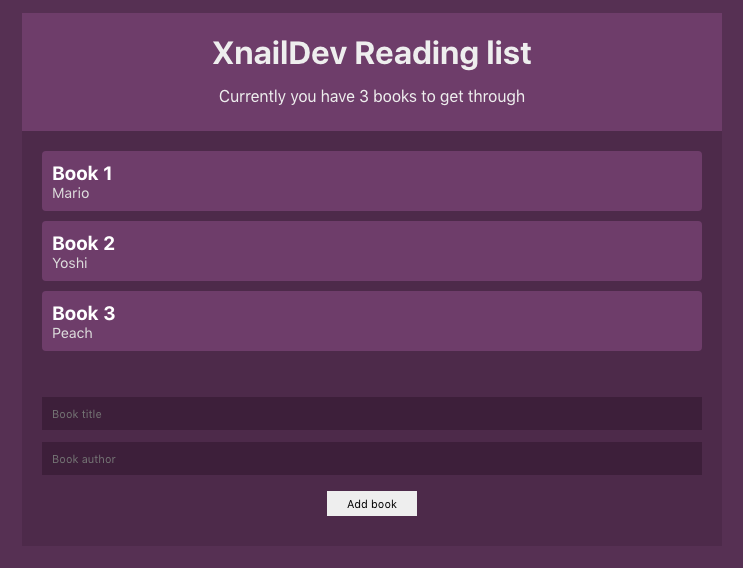 XnailDev Reading list
Currently you have 3 books to get through
Book 1
Mario
Book 2
Yoshi
Book 3
Peach
Book title
Book author
Add book